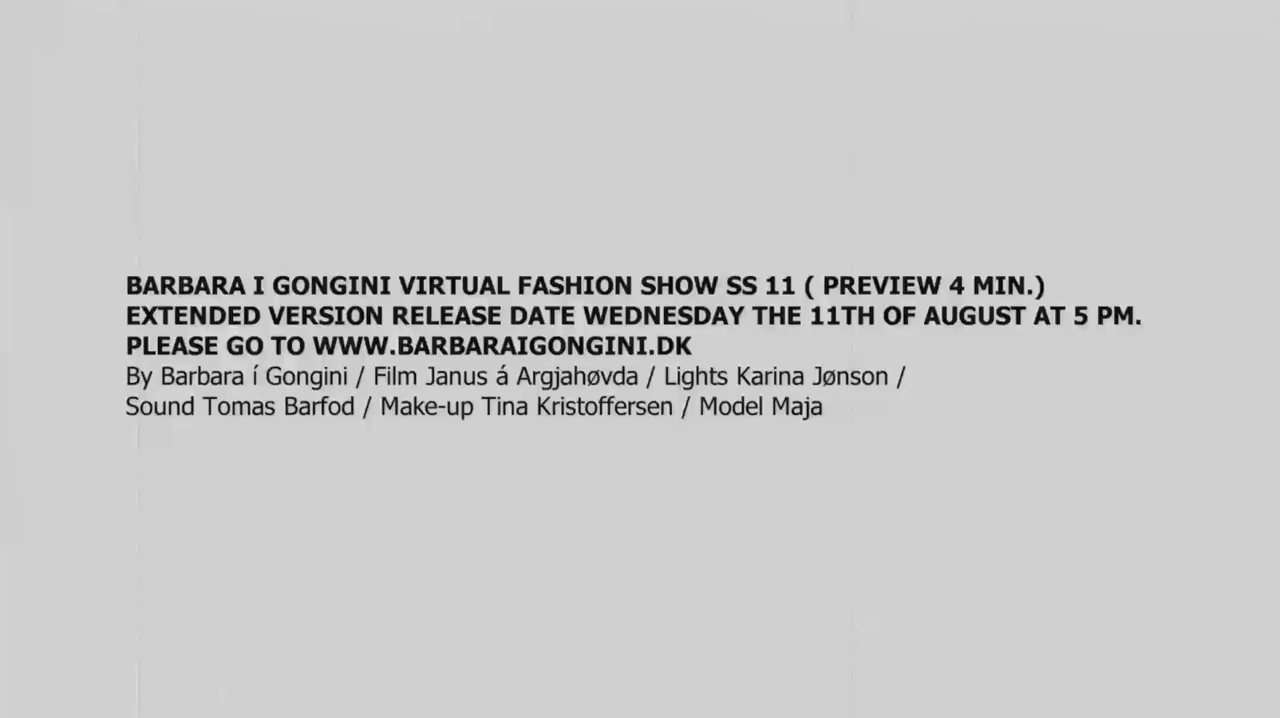 BARBARA I GONGINI VIRTUAL FASHION SHOW SS 11 ( PREVIEW 4 MIN.)
EXTENDED VERSION RELEASE DATE WEDNESDAY THE 11TH OF AUGUST AT 5 PM.
PLEASE GO TO WWW.BARBARAIGONGINI.DK
By Barbara í Gongini / Film Janus á Argjahøvda / Lights Karina Jønson /
Sound Tomas Barfod / Make-up Tina Kristoffersen / Model Maja